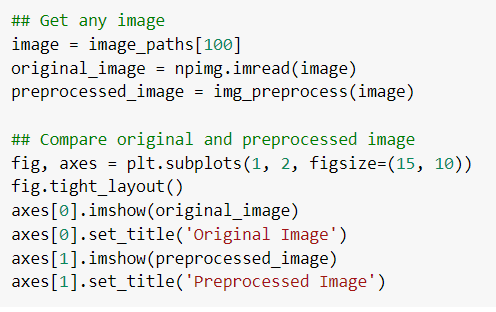 ## Get any image
image = image_paths[100]
original_image = npimg.imread(image)
preprocessed_image = img_preprocess(image)

## Compare original and preprocessed image
fig, axes = plt.subplots(1, 2, figsize=(15, 10))
fig.tight_layout()
axes[0].imshow(original_image)
axes[0].set_title('Original Image')
axes[1].imshow(preprocessed_image)
axes[1].set_title('Preprocessed Image')